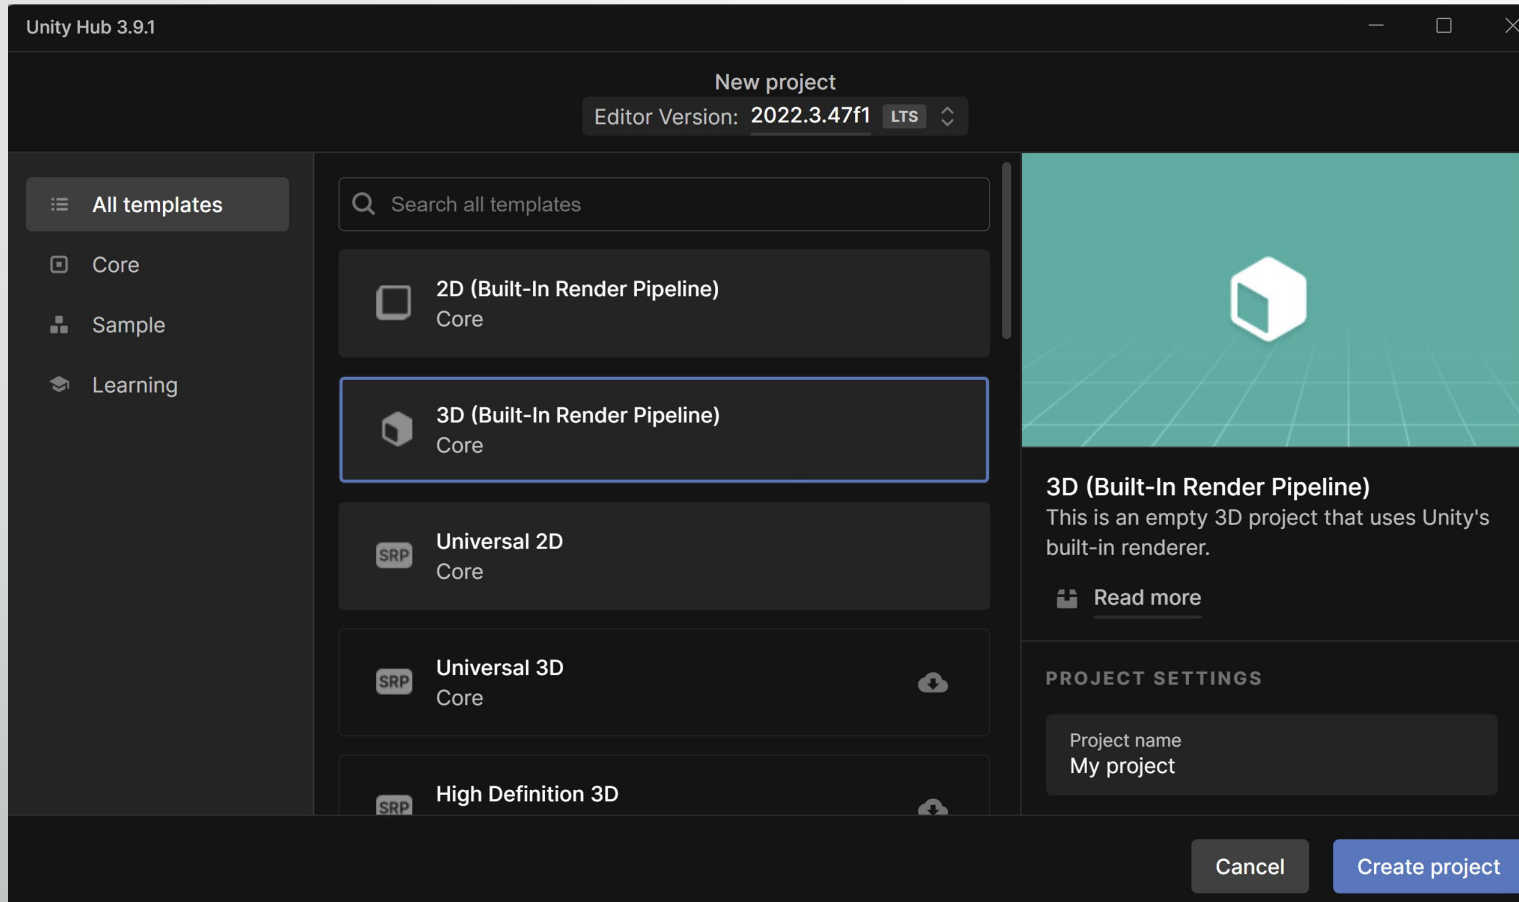 Unity Hub 3.9.1
New project
Editor Version: 2022.3.47f1 LTS
All templates
Core
Sample
Learning
Search all templates
2D (Built-In Render Pipeline)
Core
3D (Built-In Render Pipeline)
Core
SRP
Universal 2D
Core
SRP
Universal 3D
Core
SRP
High Definition 3D
3D (Built-In Render Pipeline)
This is an empty 3D project that uses Unity's
built-in renderer.
Read more
PROJECT SETTINGS
Project name
My project
Cancel
Create project